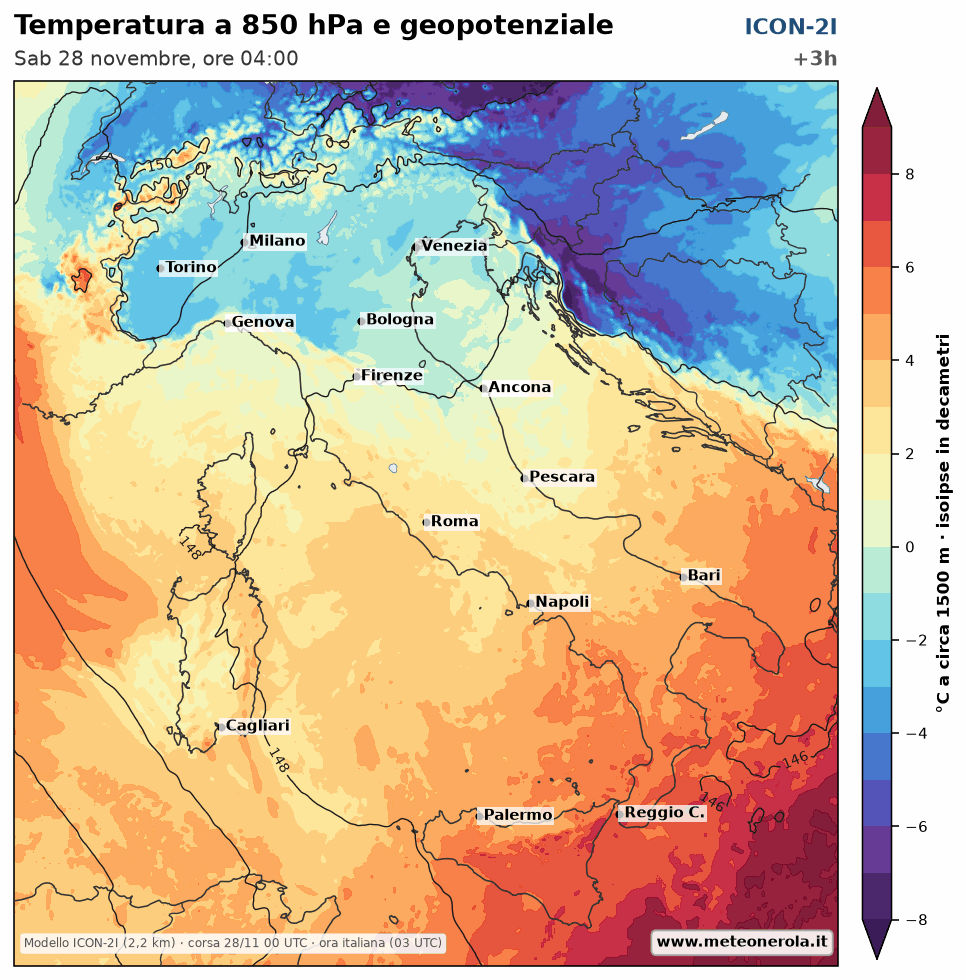 Temperatura a 850 hPa e geopotenziale
ICON-2I
Sab 28 novembre, ore 04:00
+3h
150
Milano
Venezia
Torino
Genova
Bologna
Firenze
Ancona
Pescara
Roma
148
Bari
Napoli
Cagliari
148
146
146
Palermo
Reggio C.
8
6
4
2
0
−2
−4
−6
−8
°C a circa 1500 m · isoipse in decametri
Modello ICON-2I (2,2 km) · corsa 28/11 00 UTC · ora italiana (03 UTC)
www.meteonerola.it